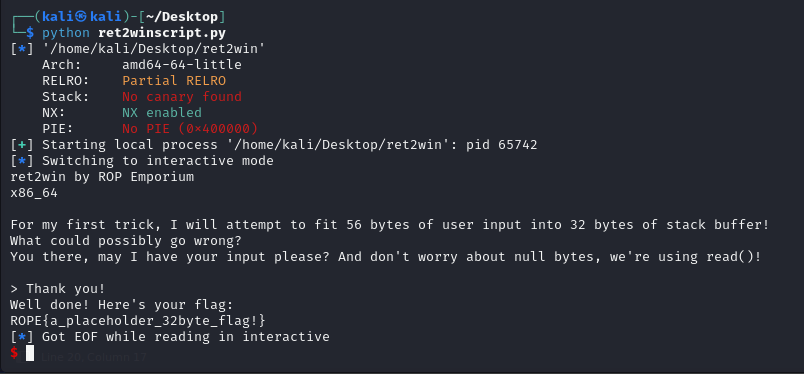 ┌──(kali㉿kali)-[~/Desktop]
└─$ python ret2winscript.py
[*] '/home/kali/Desktop/ret2win'
    Arch:     amd64-64-little
    RELRO:    Partial RELRO
    Stack:    No canary found
    NX:       NX enabled
    PIE:      No PIE (0x400000)
[+] Starting local process '/home/kali/Desktop/ret2win': pid 65742
[*] Switching to interactive mode
ret2win by ROP Emporium
x86_64

For my first trick, I will attempt to fit 56 bytes of user input into 32 bytes of stack buffer!
What could possibly go wrong?
You there, may I have your input please? And don't worry about null bytes, we're using read()!

> Thank you!
Well done! Here's your flag:
ROPE{a_placeholder_32byte_flag!}
[*] Got EOF while reading in interactive
$
Line 20, Column 17